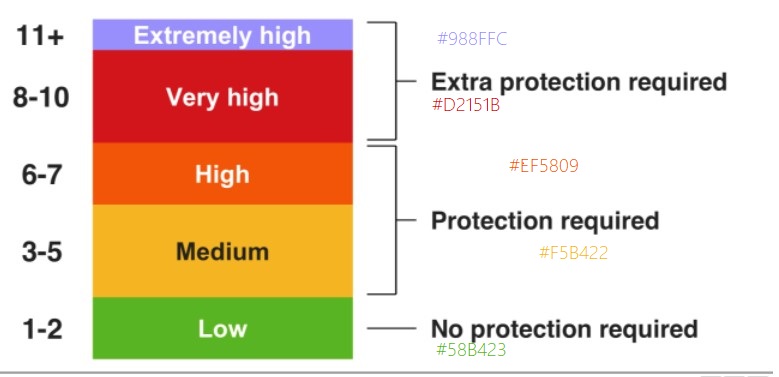 11+ Extremely high #988FFC
Extra protection required
8-10 Very high #D2151B
6-7 High #EF5809
Protection required
3-5 Medium #F5B422
1-2 Low No protection required
#58B423